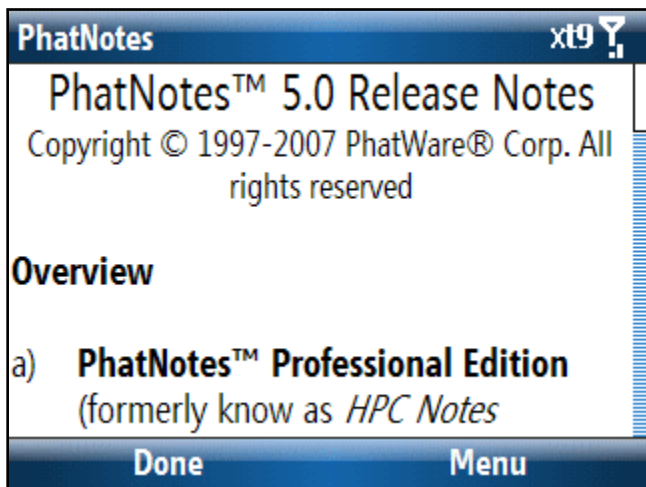 PhatNotes xt9
PhatNotes™ 5.0 Release Notes
Copyright © 1997-2007 PhatWare® Corp. All
rights reserved
Overview
a) PhatNotes™ Professional Edition
(formerly know as HPC Notes
Done Menu